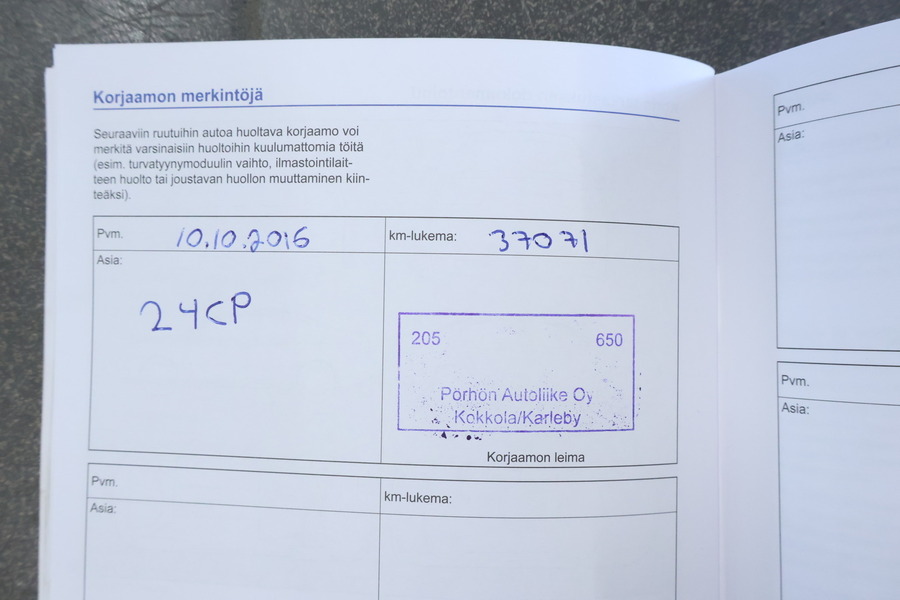 Korjaamon merkintöjä
Seuraaviin ruutuihin autoa huoltava korjaamo voi
merkitä varsinaisiin huoltoihin kuulumattomia töitä
(esim. turvatyynymoduulin vaihto, ilmastointilait-
teen huolto tai joustavan huollon muuttaminen kiin-
teäksi).
Pvm. 10.10.2016 km-lukema: 37071
Asia:
24CP
205 650
Pörhön Autoliike Oy
Kokkola/Karleby
Korjaamon leima
Pvm. km-lukema:
Asia:
Pvm.
Asia:
Pvm.
Asia: